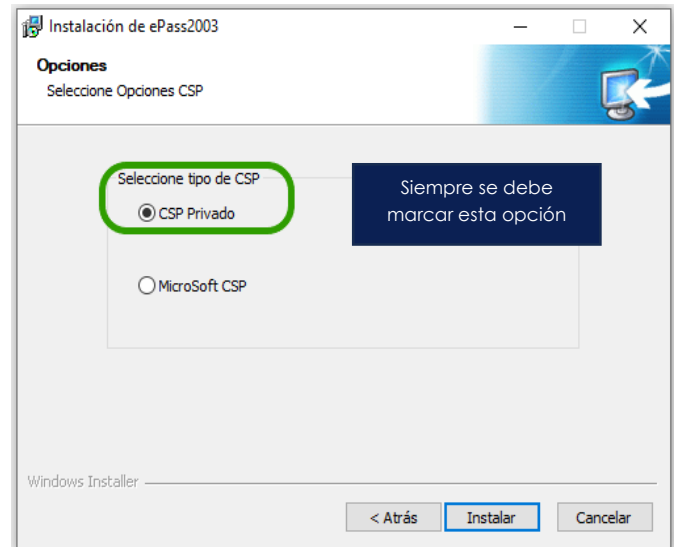 Instalación de ePass2003
Opciones
Seleccione Opciones CSP
Seleccione tipo de CSP
CSP Privado
Siempre se debe
marcar esta opción
MicroSoft CSP
Windows Installer
< Atrás
Instalar
Cancelar